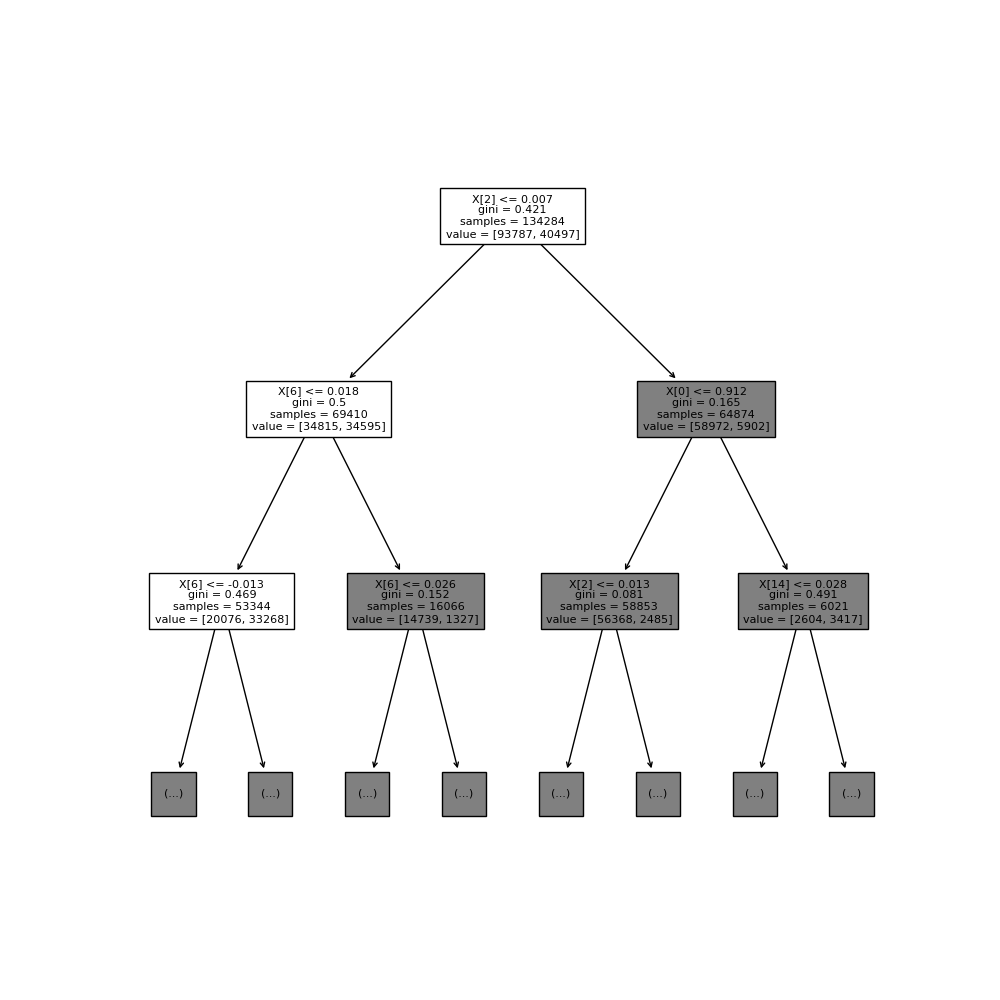 X[2] <= 0.007
gini = 0.421
samples = 134284
value = [93787, 40497]
X[6] <= 0.018
gini = 0.5
samples = 69410
value = [34815, 34595]
X[0] <= 0.912
gini = 0.165
samples = 64874
value = [58972, 5902]
X[6] <= -0.013
gini = 0.469
samples = 53344
value = [20076, 33268]
X[6] <= 0.026
gini = 0.152
samples = 16066
value = [14739, 1327]
X[2] <= 0.013
gini = 0.081
samples = 58853
value = [56368, 2485]
X[14] <= 0.028
gini = 0.491
samples = 6021
value = [2604, 3417]
(...)
(...)
(...)
(...)
(...)
(...)
(...)
(...)